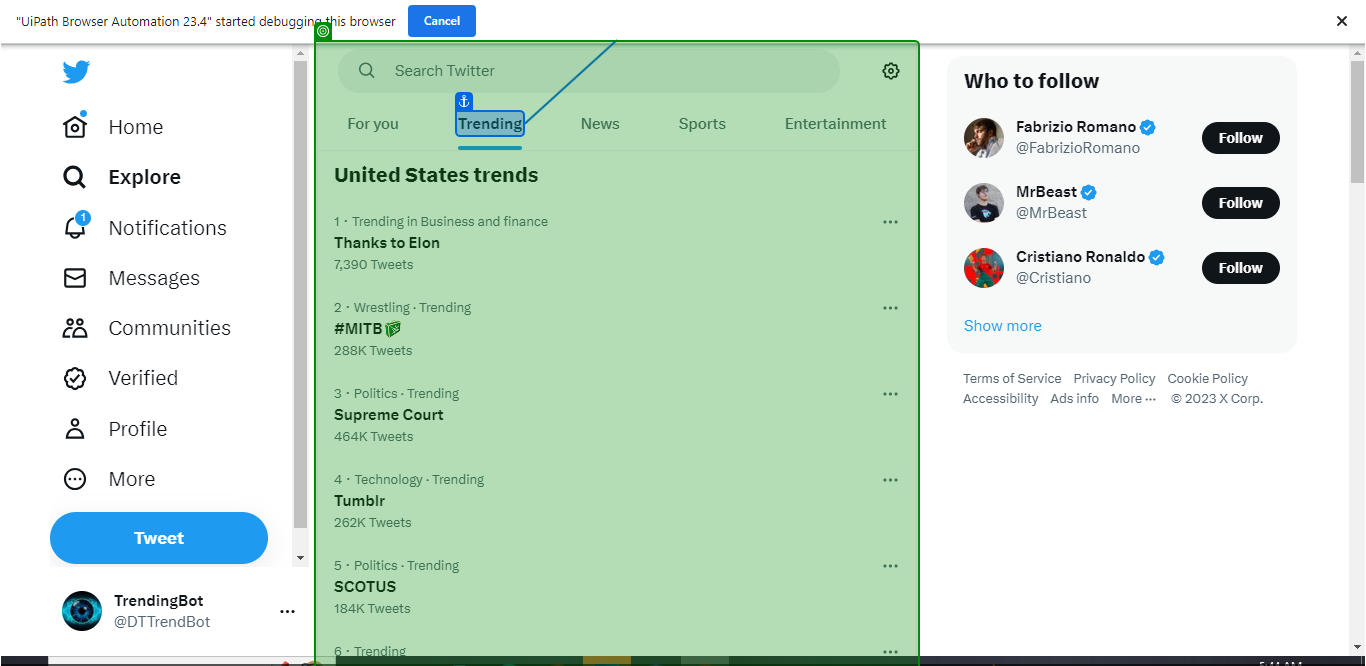 "UiPath Browser Automation 23.4" started debugging this browser
Cancel
Home
Explore
1
Notifications
Messages
Communities
Verified
Profile
More
Tweet
TrendingBot
@DTTrendBot
Search Twitter
For you
Trending
News
Sports
Entertainment
United States trends
1 · Trending in Business and finance
Thanks to Elon
7,390 Tweets
2 · Wrestling · Trending
#MITB
288K Tweets
3 · Politics · Trending
Supreme Court
464K Tweets
4 · Technology · Trending
Tumblr
262K Tweets
5 · Politics · Trending
SCOTUS
184K Tweets
6 · Trending
Who to follow
Fabrizio Romano
@FabrizioRomano
Follow
MrBeast
@MrBeast
Follow
Cristiano Ronaldo
@Cristiano
Follow
Show more
Terms of Service Privacy Policy Cookie Policy
Accessibility Ads info More ··· © 2023 X Corp.